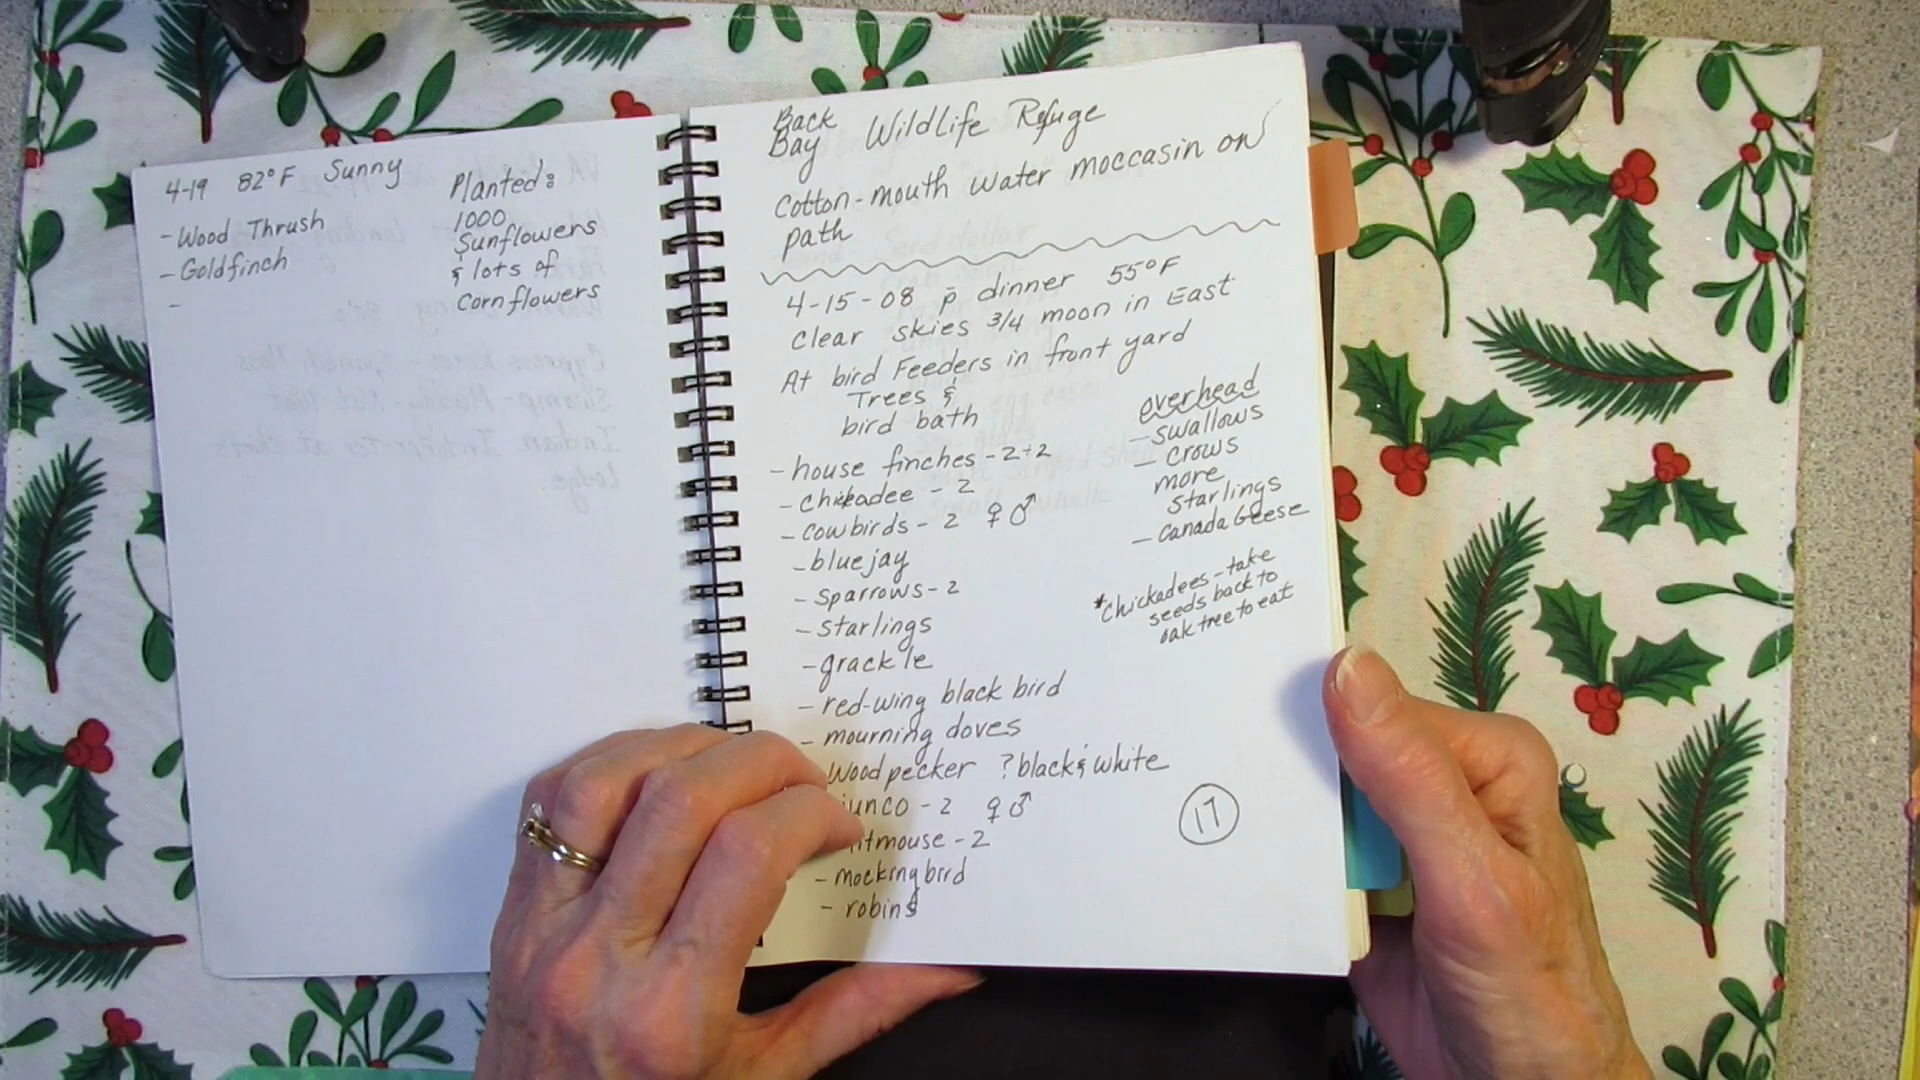 4-19 82°F Sunny
- Wood Thrush
- Goldfinch
-
Planted:
1000
Sunflowers
& lots of
Corn flowers
Back
Bay Wildlife Refuge
Cotton-mouth water moccasin on
path
4-15-08 p̄ dinner 55°F
clear skies 3/4 moon in East
At bird Feeders in front yard
Trees &
bird bath
- house finches - 2+2
- chickadee - 2
- cowbirds - 2 ♀ ♂
- blue jay
- sparrows - 2
- starlings
- grackle
- red-wing black bird
- mourning doves
Woodpecker ? black & white
junco - 2 ♀ ♂
titmouse - 2
- mockingbird
- robins
overhead
- swallows
- crows
more
starlings
- Canada Geese
*chickadees - take
seeds back to
oak tree to eat
17